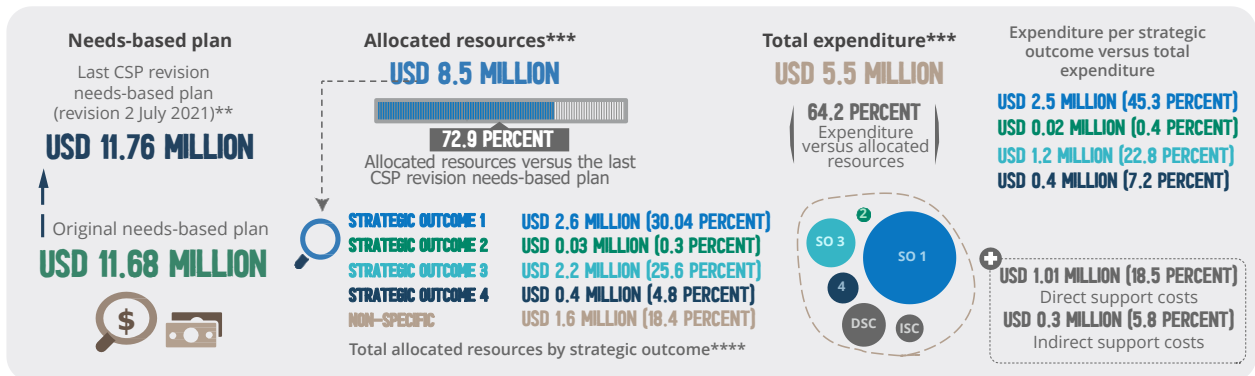 Needs-based plan
Last CSP revision
needs-based plan
(revision 2 July 2021)**
USD 11.76 MILLION
Original needs-based plan
USD 11.68 MILLION
$
Allocated resources***
USD 8.5 MILLION
72.9 PERCENT
Allocated resources versus the last
CSP revision needs-based plan
STRATEGIC OUTCOME 1 USD 2.6 MILLION (30.04 PERCENT)
STRATEGIC OUTCOME 2 USD 0.03 MILLION (0.3 PERCENT)
STRATEGIC OUTCOME 3 USD 2.2 MILLION (25.6 PERCENT)
STRATEGIC OUTCOME 4 USD 0.4 MILLION (4.8 PERCENT)
NON-SPECIFIC USD 1.6 MILLION (18.4 PERCENT)
Total allocated resources by strategic outcome****
Total expenditure***
USD 5.5 MILLION
64.2 PERCENT
Expenditure
versus allocated
resources
2
SO 3
SO 1
4
DSC
ISC
Expenditure per strategic
outcome versus total
expenditure
USD 2.5 MILLION (45.3 PERCENT)
USD 0.02 MILLION (0.4 PERCENT)
USD 1.2 MILLION (22.8 PERCENT)
USD 0.4 MILLION (7.2 PERCENT)
USD 1.01 MILLION (18.5 PERCENT)
Direct support costs
USD 0.3 MILLION (5.8 PERCENT)
Indirect support costs